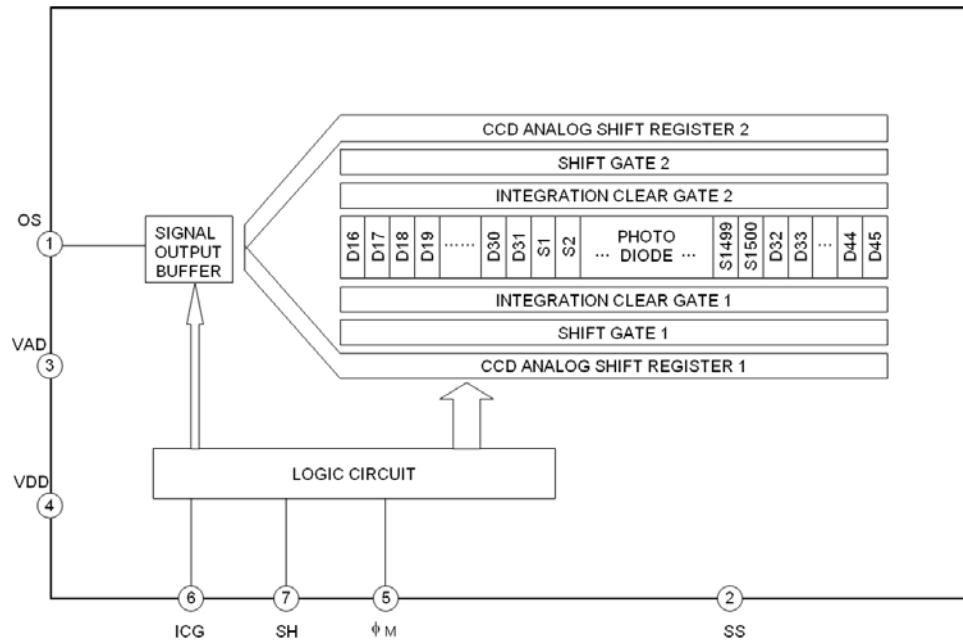 CCD ANALOG SHIFT REGISTER 2
SHIFT GATE 2
INTEGRATION CLEAR GATE 2
OS
1
SIGNAL
OUTPUT
BUFFER
D16 D17 D18 D19 ...... D30 D31 S1 S2 ... PHOTO DIODE ... S1499 S1500 D32 D33 ... D44 D45
INTEGRATION CLEAR GATE 1
SHIFT GATE 1
CCD ANALOG SHIFT REGISTER 1
VAD
3
LOGIC CIRCUIT
VDD
4
6 7 5 2
ICG SH ϕM SS